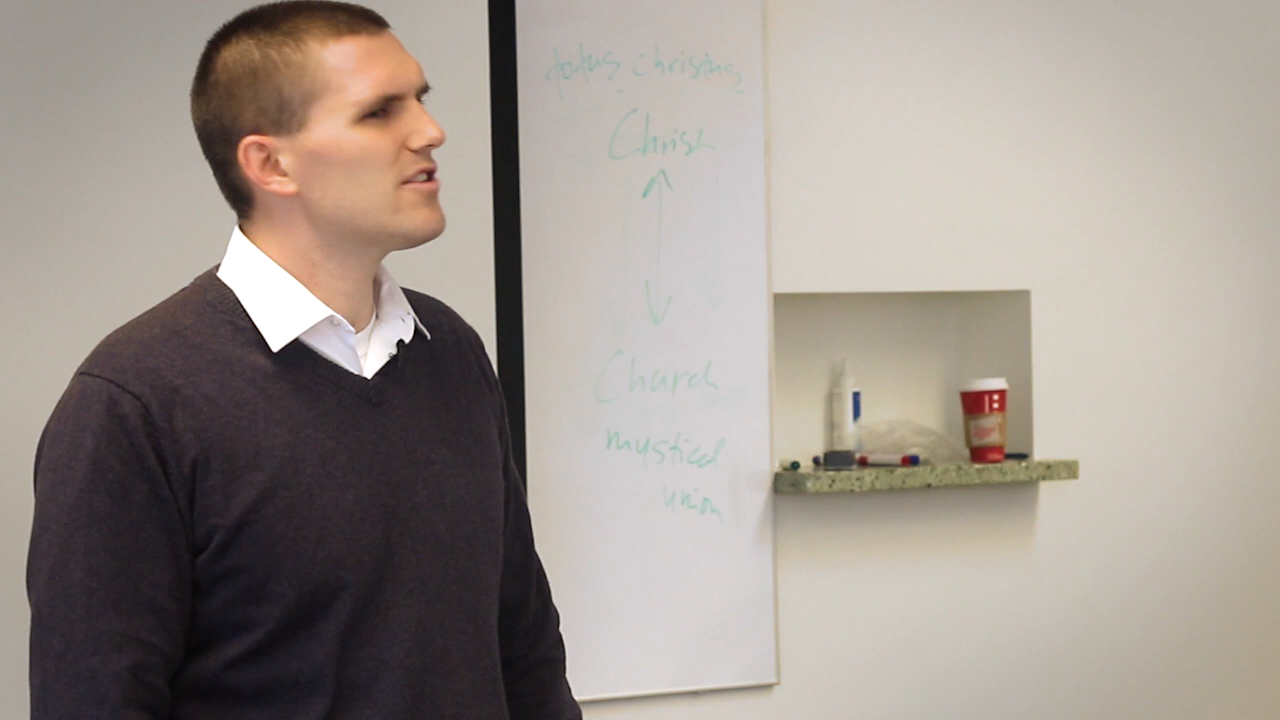 totus christus
Christ
Church
mystical
union